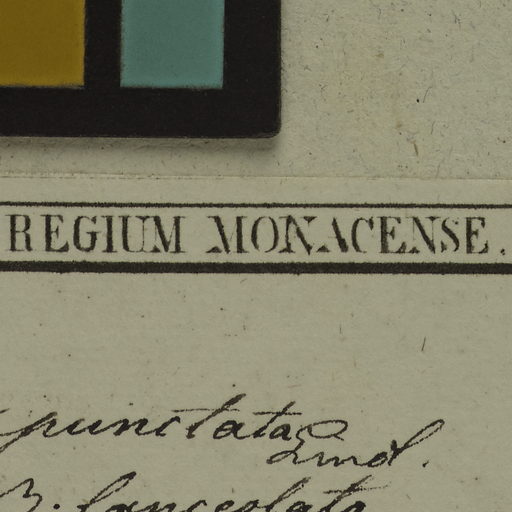 REGIUM MONACENSE.
punctata Lindl.
β. lanceolata